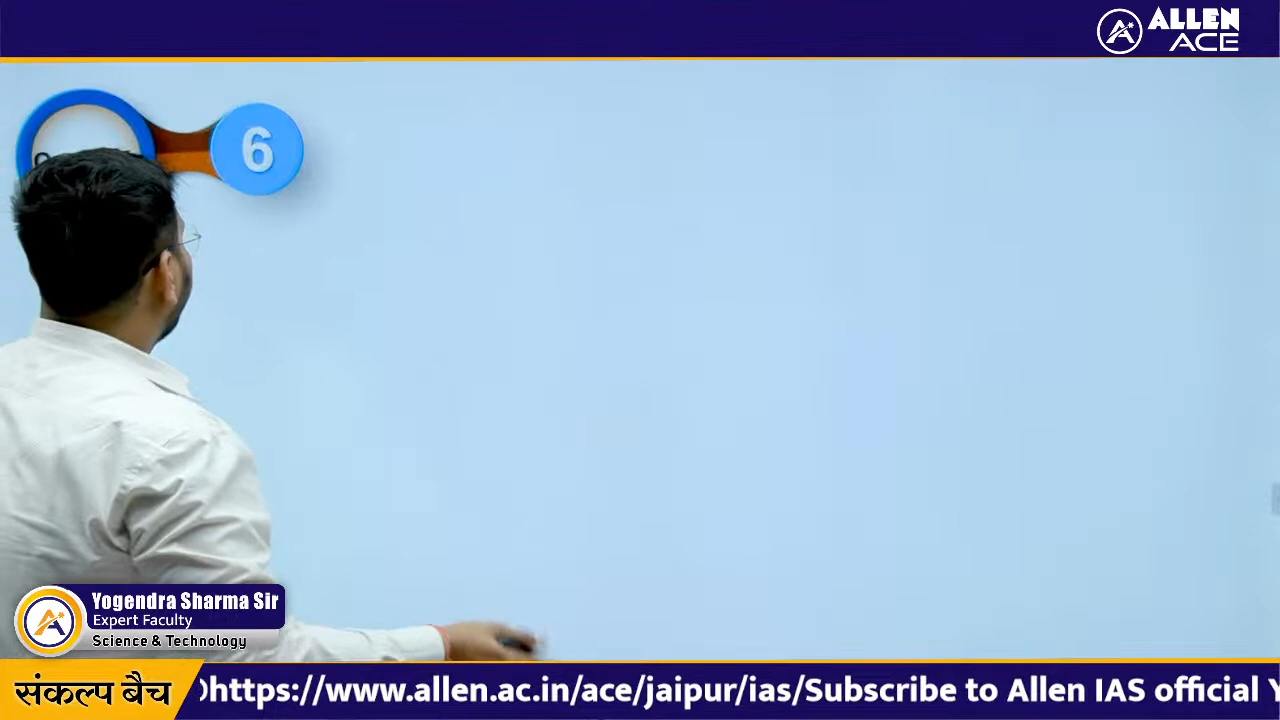 ALLEN
ACE
6
Yogendra Sharma Sir
Expert Faculty
Science & Technology
संकल्प बैच
https://www.allen.ac.in/ace/jaipur/ias/Subscribe to Allen IAS official